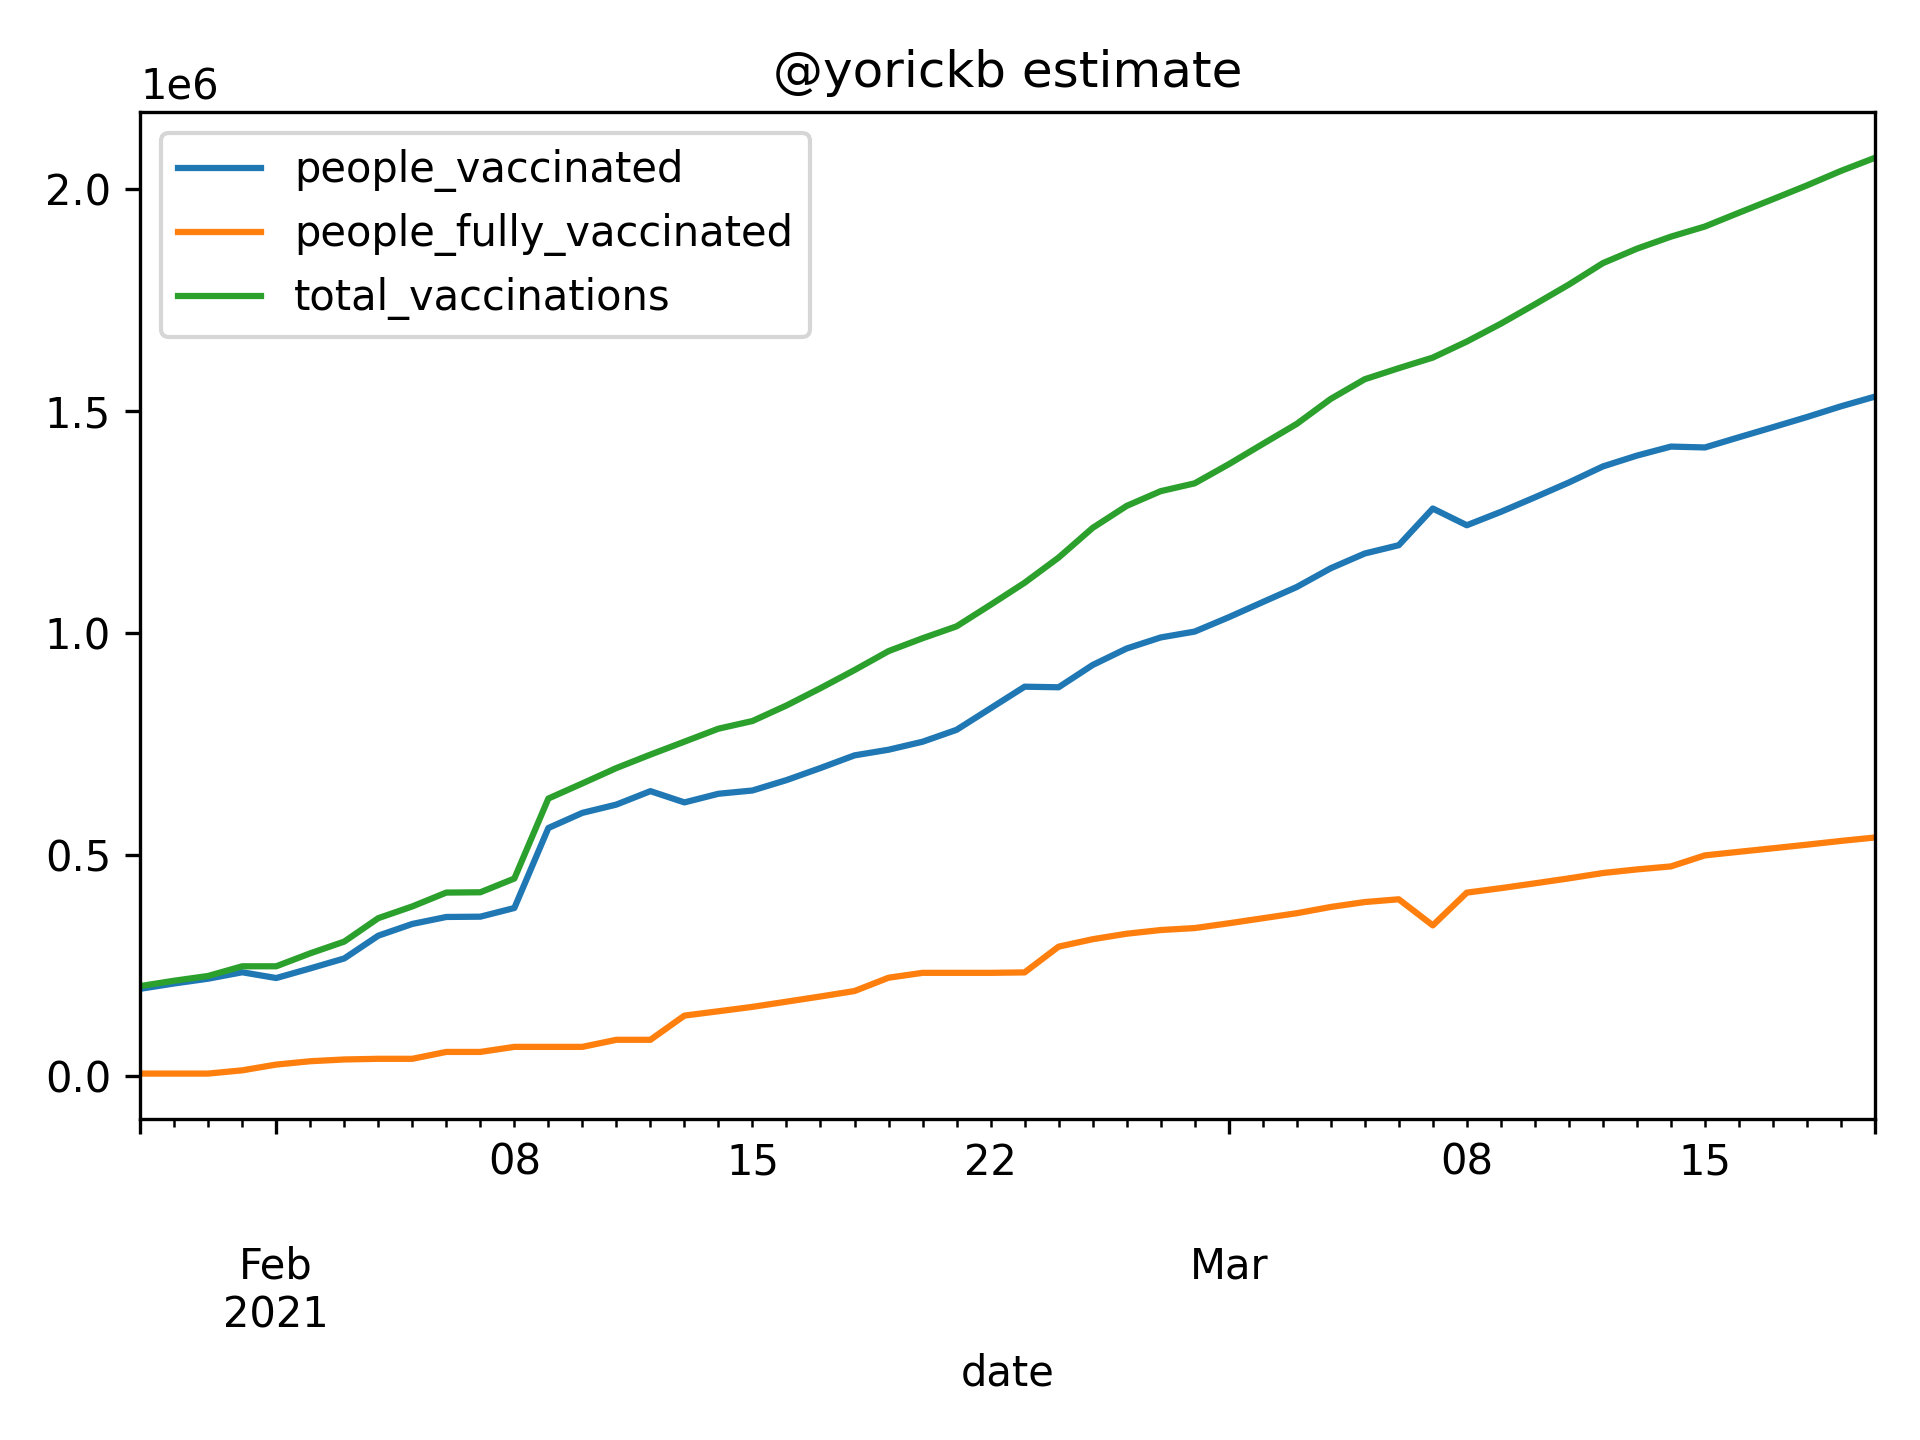 @yorickb estimate
1e6
people_vaccinated
people_fully_vaccinated
total_vaccinations
2.0
1.5
1.0
0.5
0.0
08 15 22 08 15
Feb Mar
2021
date